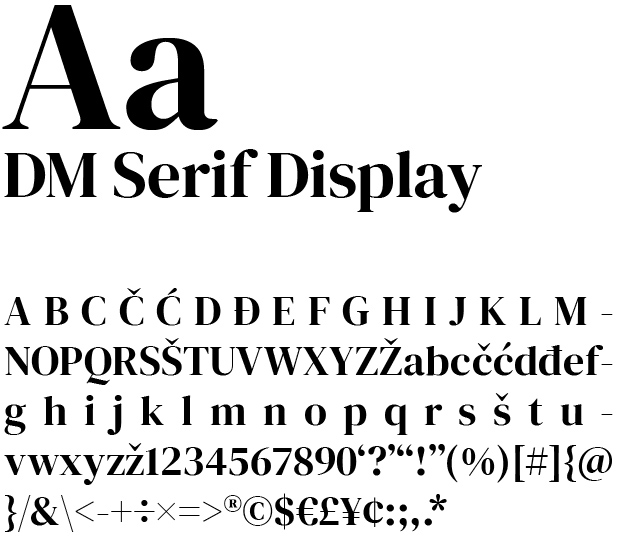 Aa
DM Serif Display
A B C Č Ć D Đ E F G H I J K L M -
NOPQRSŠTUVWXYZŽabcčćdđef-
g h i j k l m n o p q r s š t u -
vwxyzž1234567890‘?’“!”(%)[#]{@
}/&\<-+÷×=>®©$€£¥¢:;,.*